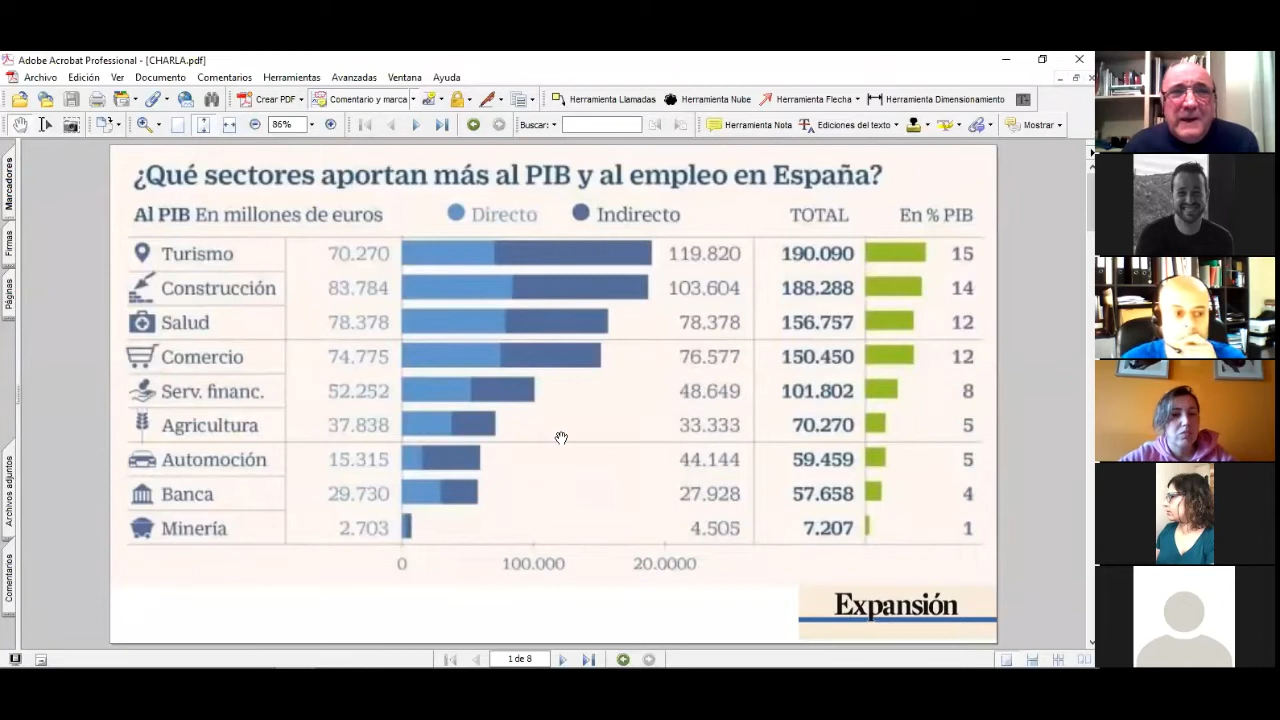 Adobe Acrobat Professional - [CHARLA.pdf]
Archivo Edición Ver Documento Comentarios Herramientas Avanzadas Ventana Ayuda
Crear PDF Comentario y marca Herramienta Llamadas Herramienta Nube Herramienta Flecha Herramienta Dimensionamiento
86% Buscar: Herramienta Nota Ediciones del texto Mostrar
Marcadores
Firmas
Páginas
Archivos adjuntos
Comentarios
¿Qué sectores aportan más al PIB y al empleo en España?
Al PIB En millones de euros Directo Indirecto TOTAL En % PIB
Turismo 70.270 119.820 190.090 15
Construcción 83.784 103.604 188.288 14
Salud 78.378 78.378 156.757 12
Comercio 74.775 76.577 150.450 12
Serv. financ. 52.252 48.649 101.802 8
Agricultura 37.838 33.333 70.270 5
Automoción 15.315 44.144 59.459 5
Banca 29.730 27.928 57.658 4
Minería 2.703 4.505 7.207 1
0 100.000 20.0000
Expansión
1 de 8